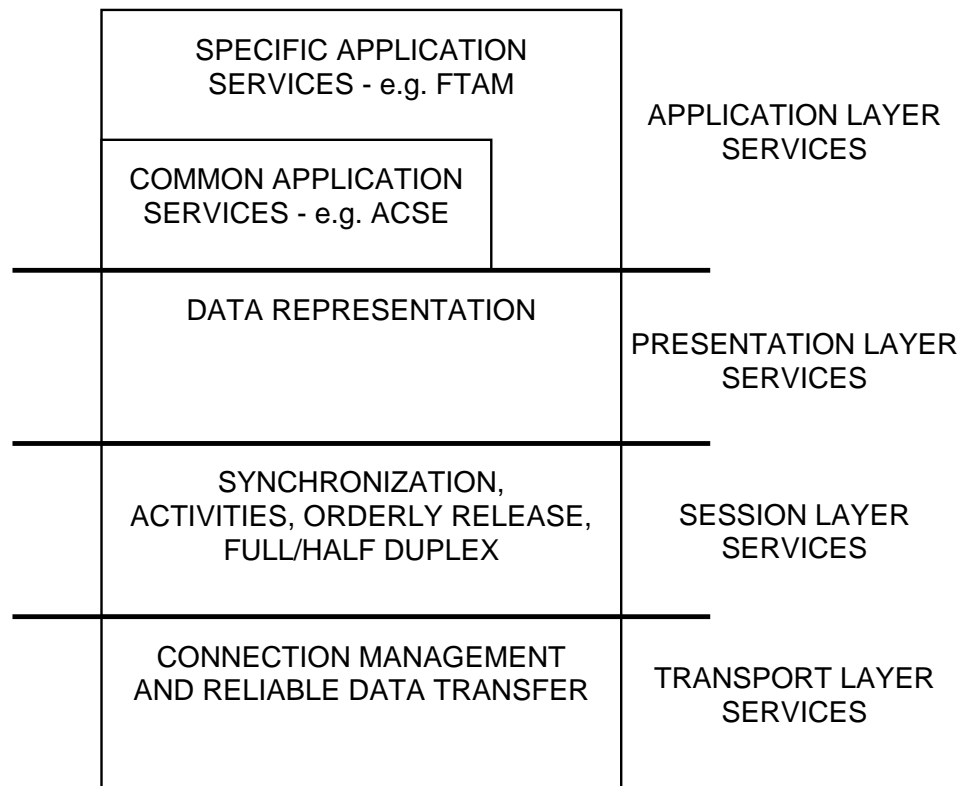 SPECIFIC APPLICATION
SERVICES - e.g. FTAM
APPLICATION LAYER
SERVICES
COMMON APPLICATION
SERVICES - e.g. ACSE
DATA REPRESENTATION
PRESENTATION LAYER
SERVICES
SYNCHRONIZATION,
ACTIVITIES, ORDERLY RELEASE,
FULL/HALF DUPLEX
SESSION LAYER
SERVICES
CONNECTION MANAGEMENT
AND RELIABLE DATA TRANSFER
TRANSPORT LAYER
SERVICES